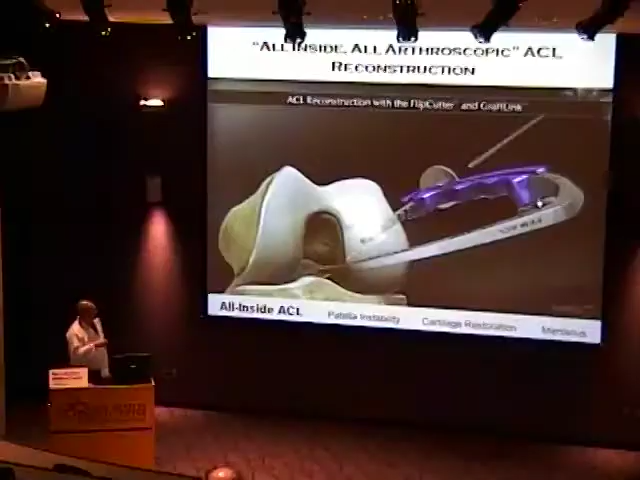 "ALL INSIDE, ALL ARTHROSCOPIC" ACL
RECONSTRUCTION
ACL Reconstruction with the FlipCutter and GraftLink
All-Inside ACL
Patella Instability
Cartilage Restoration
Meniscus